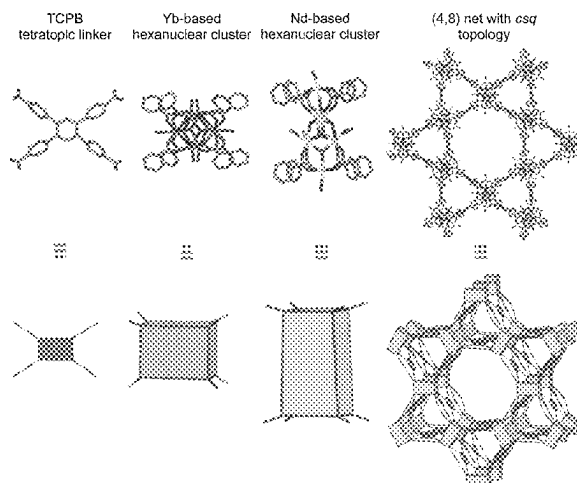 TCPB
tetratopic linker
Yb-based
hexanuclear cluster
Nd-based
hexanuclear cluster
(4,8) net with csq
topology